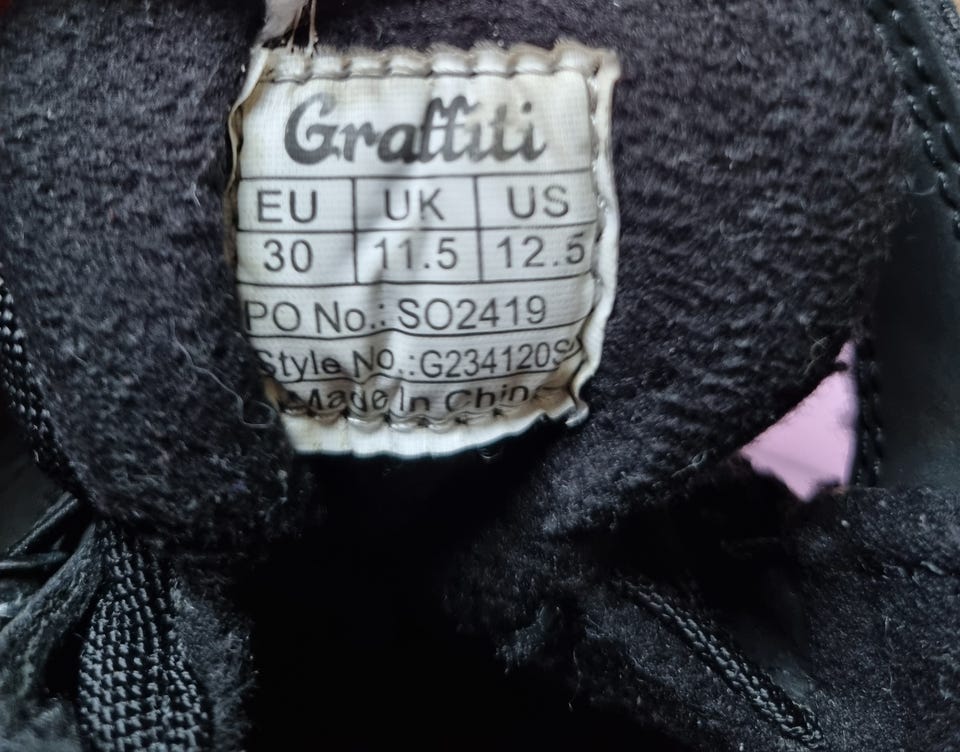 Graffiti
EU UK US
30 11.5 12.5
PO No.: SO2419
Style No.:G234120S
Made In China